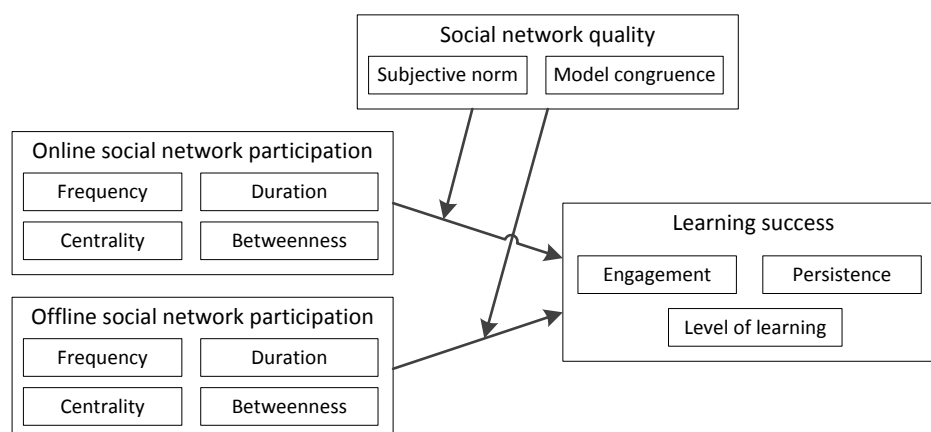 Social network quality
Subjective norm
Model congruence
Online social network participation
Frequency
Duration
Centrality
Betweenness
Learning success
Engagement
Persistence
Level of learning
Offline social network participation
Frequency
Duration
Centrality
Betweenness